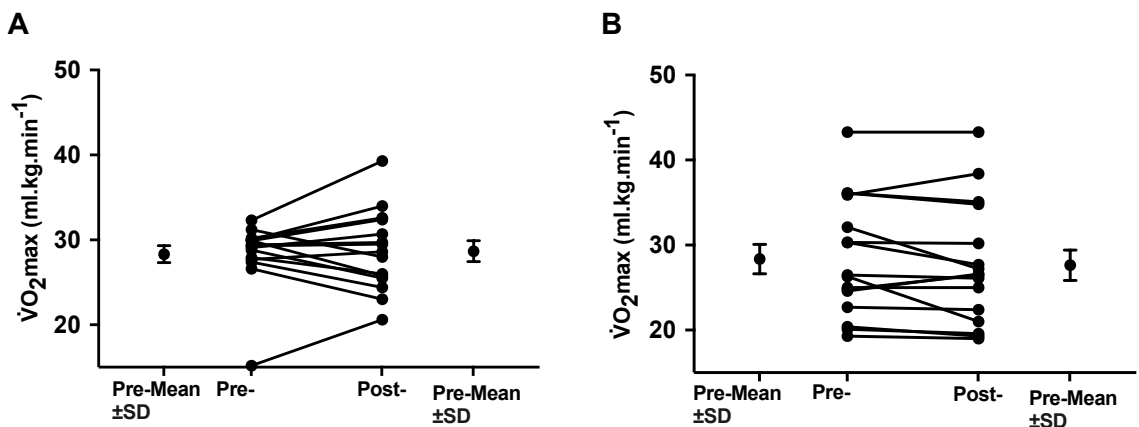 A
V̇O₂max (ml.kg.min⁻¹)
50
40
30
20
Pre-Mean
±SD
Pre-
Post-
Pre-Mean
±SD
B
V̇O₂max (ml.kg.min⁻¹)
50
40
30
20
Pre-Mean
±SD
Pre-
Post-
Pre-Mean
±SD